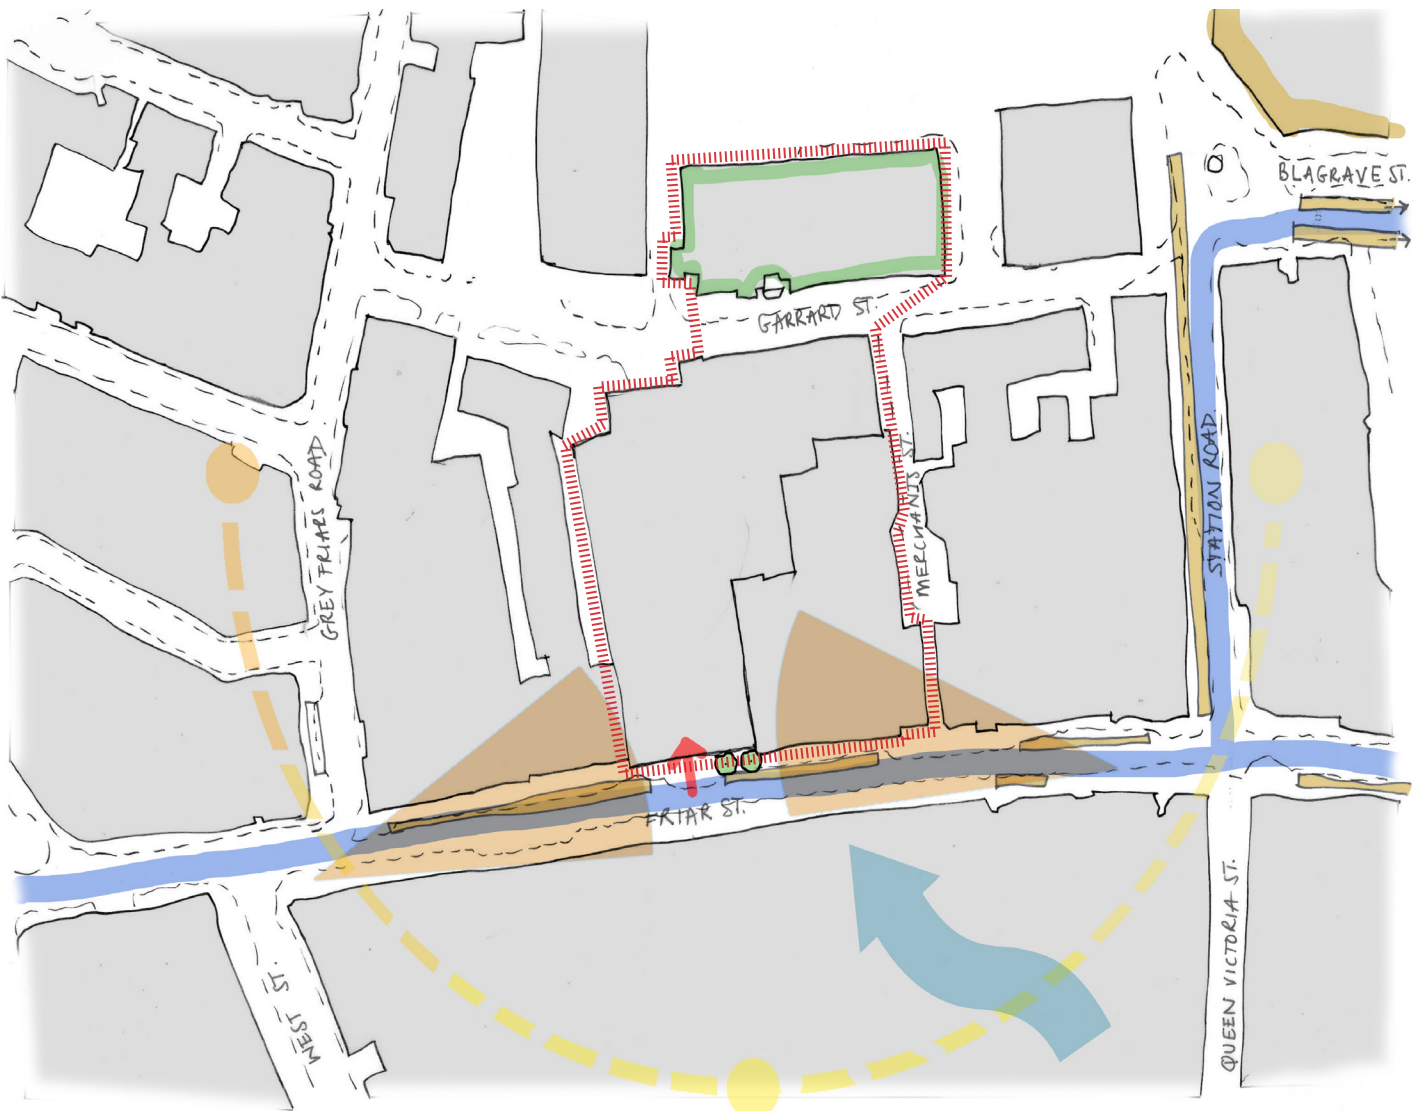 BLAGRAVE ST.
GARRARD ST.
GREY FRIARS ROAD
MERCHANTS ST.
STATION ROAD
FRIAR ST.
WEST ST.
QUEEN VICTORIA ST.